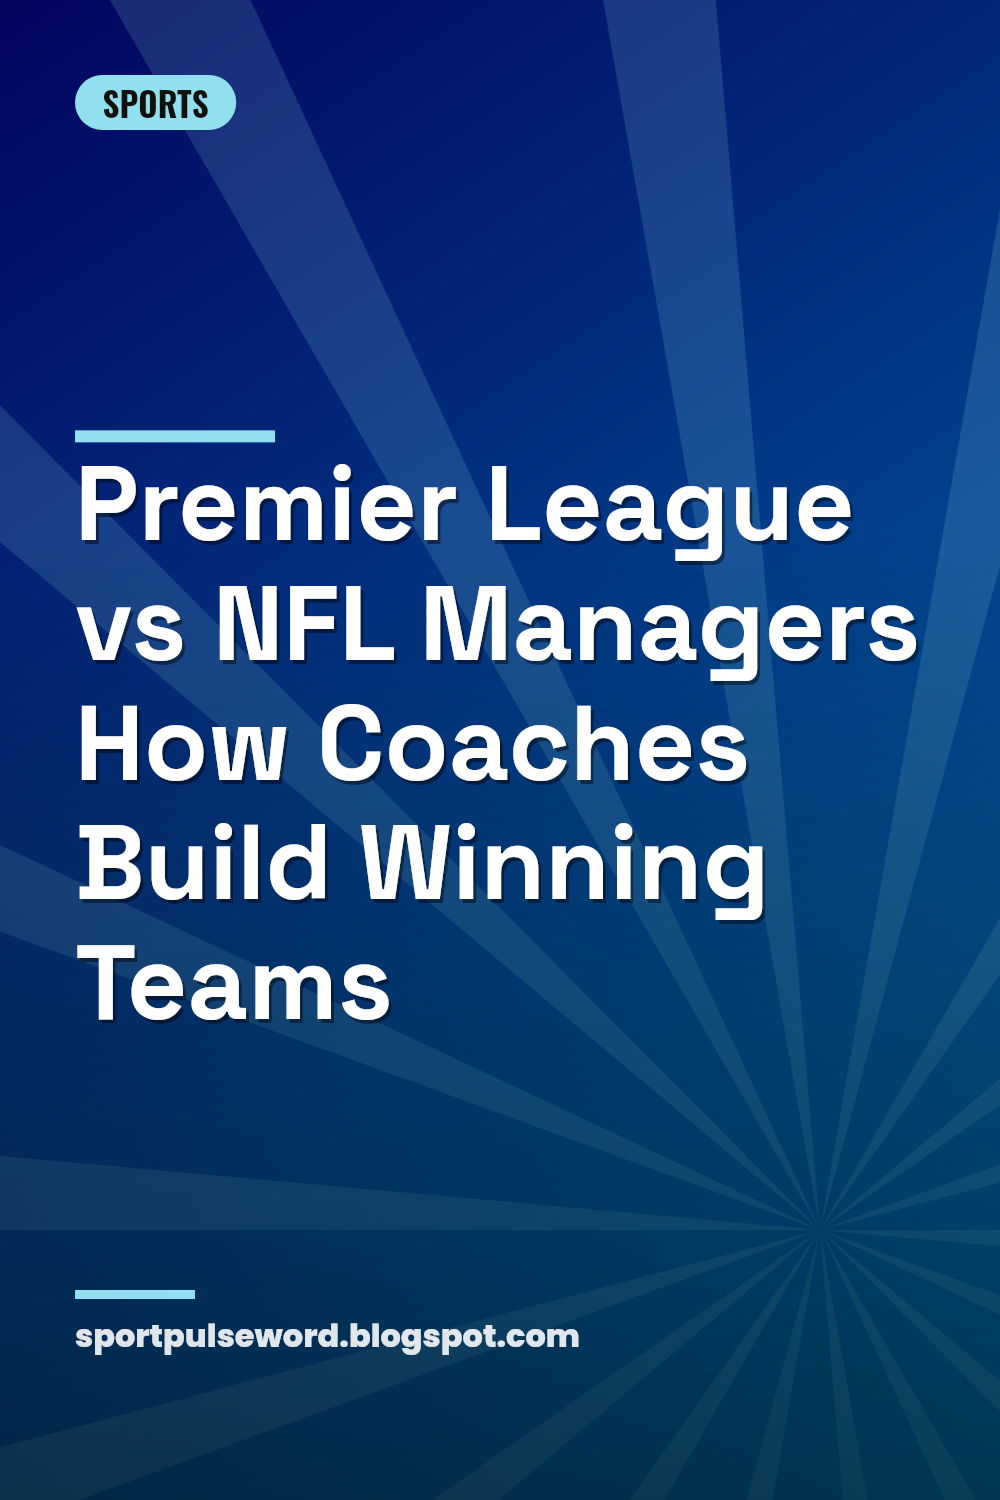 SPORTS
Premier League
vs NFL Managers
How Coaches
Build Winning
Teams
sportpulseword.blogspot.com